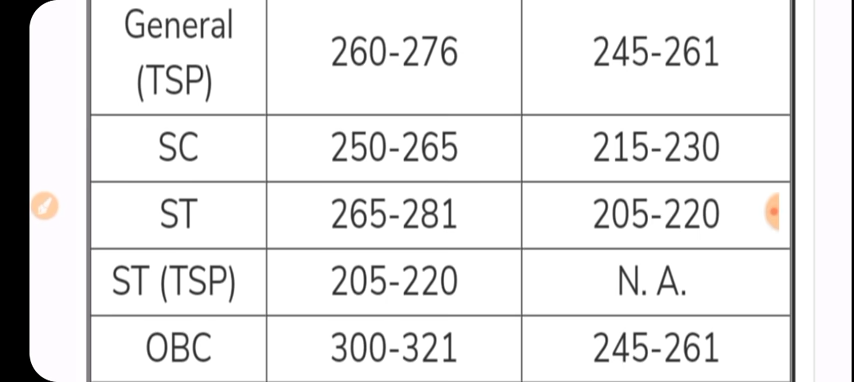 General
(TSP) 260-276 245-261
SC 250-265 215-230
ST 265-281 205-220
ST (TSP) 205-220 N. A.
OBC 300-321 245-261